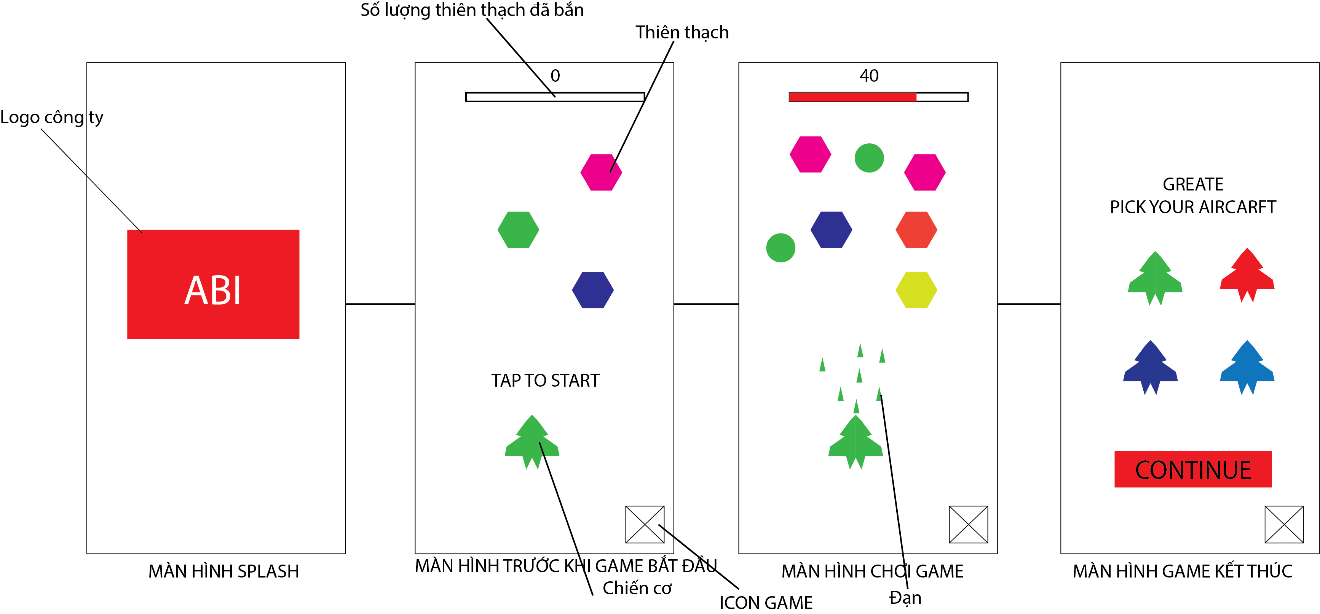 Số lượng thiên thạch đã bắn
Thiên thạch
Logo công ty
0
40
ABI
TAP TO START
GREATE
PICK YOUR AIRCARFT
CONTINUE
MÀN HÌNH SPLASH
MÀN HÌNH TRƯỚC KHI GAME BẮT ĐẦU
MÀN HÌNH CHƠI GAME
MÀN HÌNH GAME KẾT THÚC
Chiến cơ
ICON GAME
Đạn